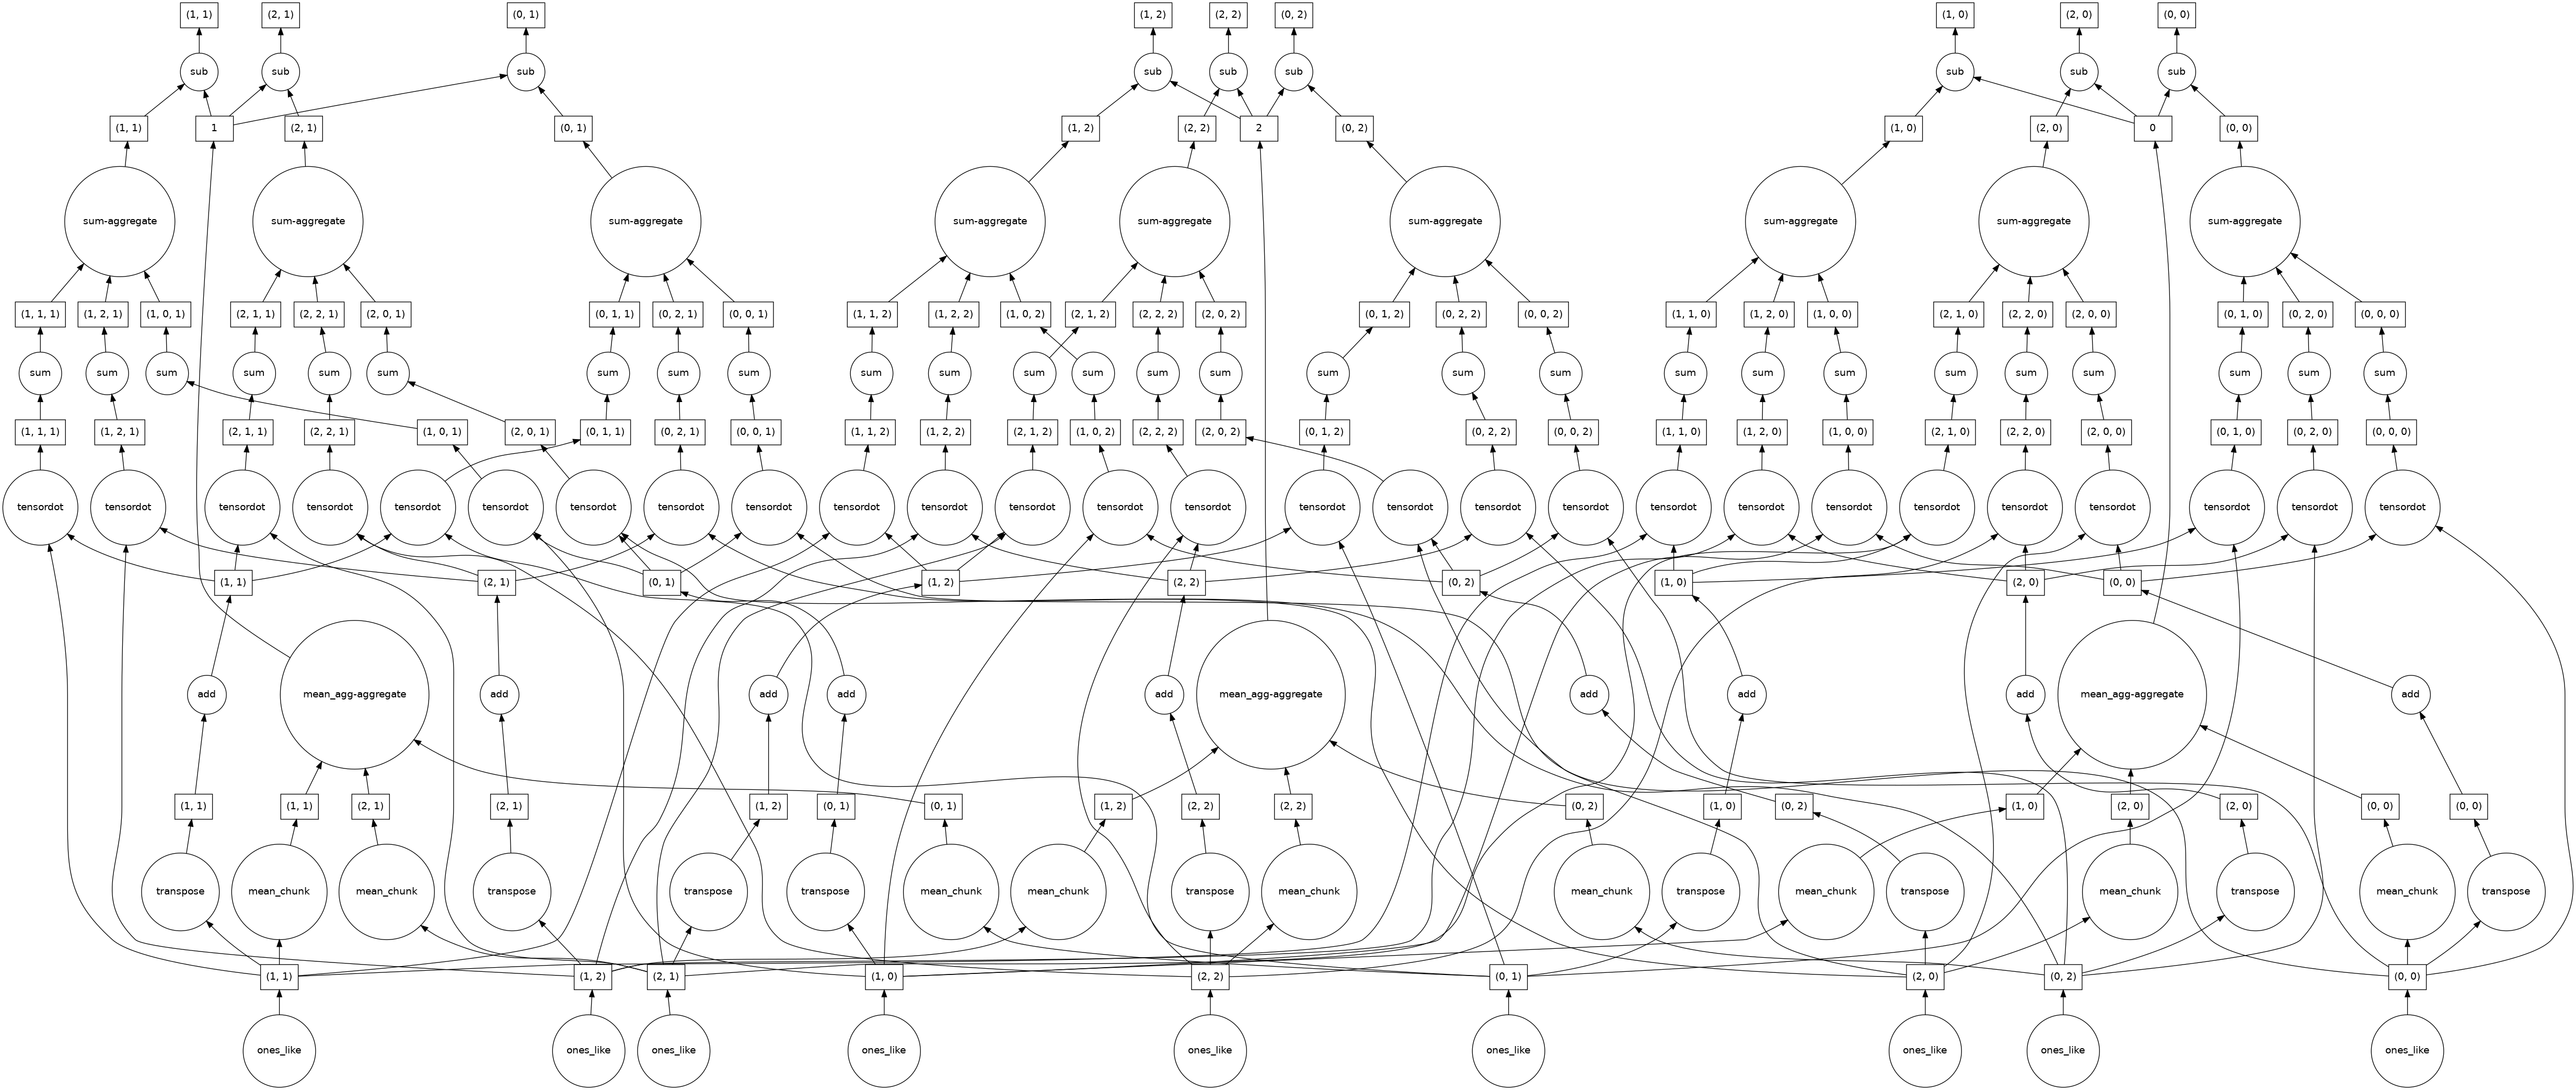 (1, 1) (2, 1) (0, 1) (1, 2) (2, 2) (0, 2) (1, 0) (2, 0) (0, 0)
sub sub sub sub sub sub sub sub sub
(1, 1) 1 (2, 1) (0, 1) (1, 2) (2, 2) 2 (0, 2) (1, 0) (2, 0) 0 (0, 0)
sum-aggregate sum-aggregate sum-aggregate sum-aggregate sum-aggregate sum-aggregate sum-aggregate sum-aggregate sum-aggregate
(1, 1, 1) (1, 2, 1) (1, 0, 1) (2, 1, 1) (2, 2, 1) (2, 0, 1) (0, 1, 1) (0, 2, 1) (0, 0, 1) (1, 1, 2) (1, 2, 2) (1, 0, 2) (2, 1, 2) (2, 2, 2) (2, 0, 2) (0, 1, 2) (0, 2, 2) (0, 0, 2) (1, 1, 0) (1, 2, 0) (1, 0, 0) (2, 1, 0) (2, 2, 0) (2, 0, 0) (0, 1, 0) (0, 2, 0) (0, 0, 0)
sum sum sum sum sum sum sum sum sum sum sum sum sum sum sum sum sum sum sum sum sum sum sum sum sum sum sum
(1, 1, 1) (1, 2, 1) (2, 1, 1) (2, 2, 1) (1, 0, 1) (2, 0, 1) (0, 1, 1) (0, 2, 1) (0, 0, 1) (1, 1, 2) (1, 2, 2) (2, 1, 2) (1, 0, 2) (2, 2, 2) (2, 0, 2) (0, 1, 2) (0, 2, 2) (0, 0, 2) (1, 1, 0) (1, 2, 0) (1, 0, 0) (2, 1, 0) (2, 2, 0) (2, 0, 0) (0, 1, 0) (0, 2, 0) (0, 0, 0)
tensordot tensordot tensordot tensordot tensordot tensordot tensordot tensordot tensordot tensordot tensordot tensordot tensordot tensordot tensordot tensordot tensordot tensordot tensordot tensordot tensordot tensordot tensordot tensordot tensordot tensordot tensordot
(1, 1) (2, 1) (0, 1) (1, 2) (2, 2) (0, 2) (1, 0) (2, 0) (0, 0)
add mean_agg-aggregate add add add add mean_agg-aggregate add add add mean_agg-aggregate add
(1, 1) (1, 1) (2, 1) (2, 1) (1, 2) (0, 1) (0, 1) (1, 2) (2, 2) (2, 2) (0, 2) (1, 0) (0, 2) (1, 0) (2, 0) (2, 0) (0, 0) (0, 0)
transpose mean_chunk mean_chunk transpose transpose transpose mean_chunk mean_chunk transpose mean_chunk mean_chunk transpose mean_chunk transpose mean_chunk transpose mean_chunk transpose
(1, 1) (1, 2) (2, 1) (1, 0) (2, 2) (0, 1) (2, 0) (0, 2) (0, 0)
ones_like ones_like ones_like ones_like ones_like ones_like ones_like ones_like ones_like